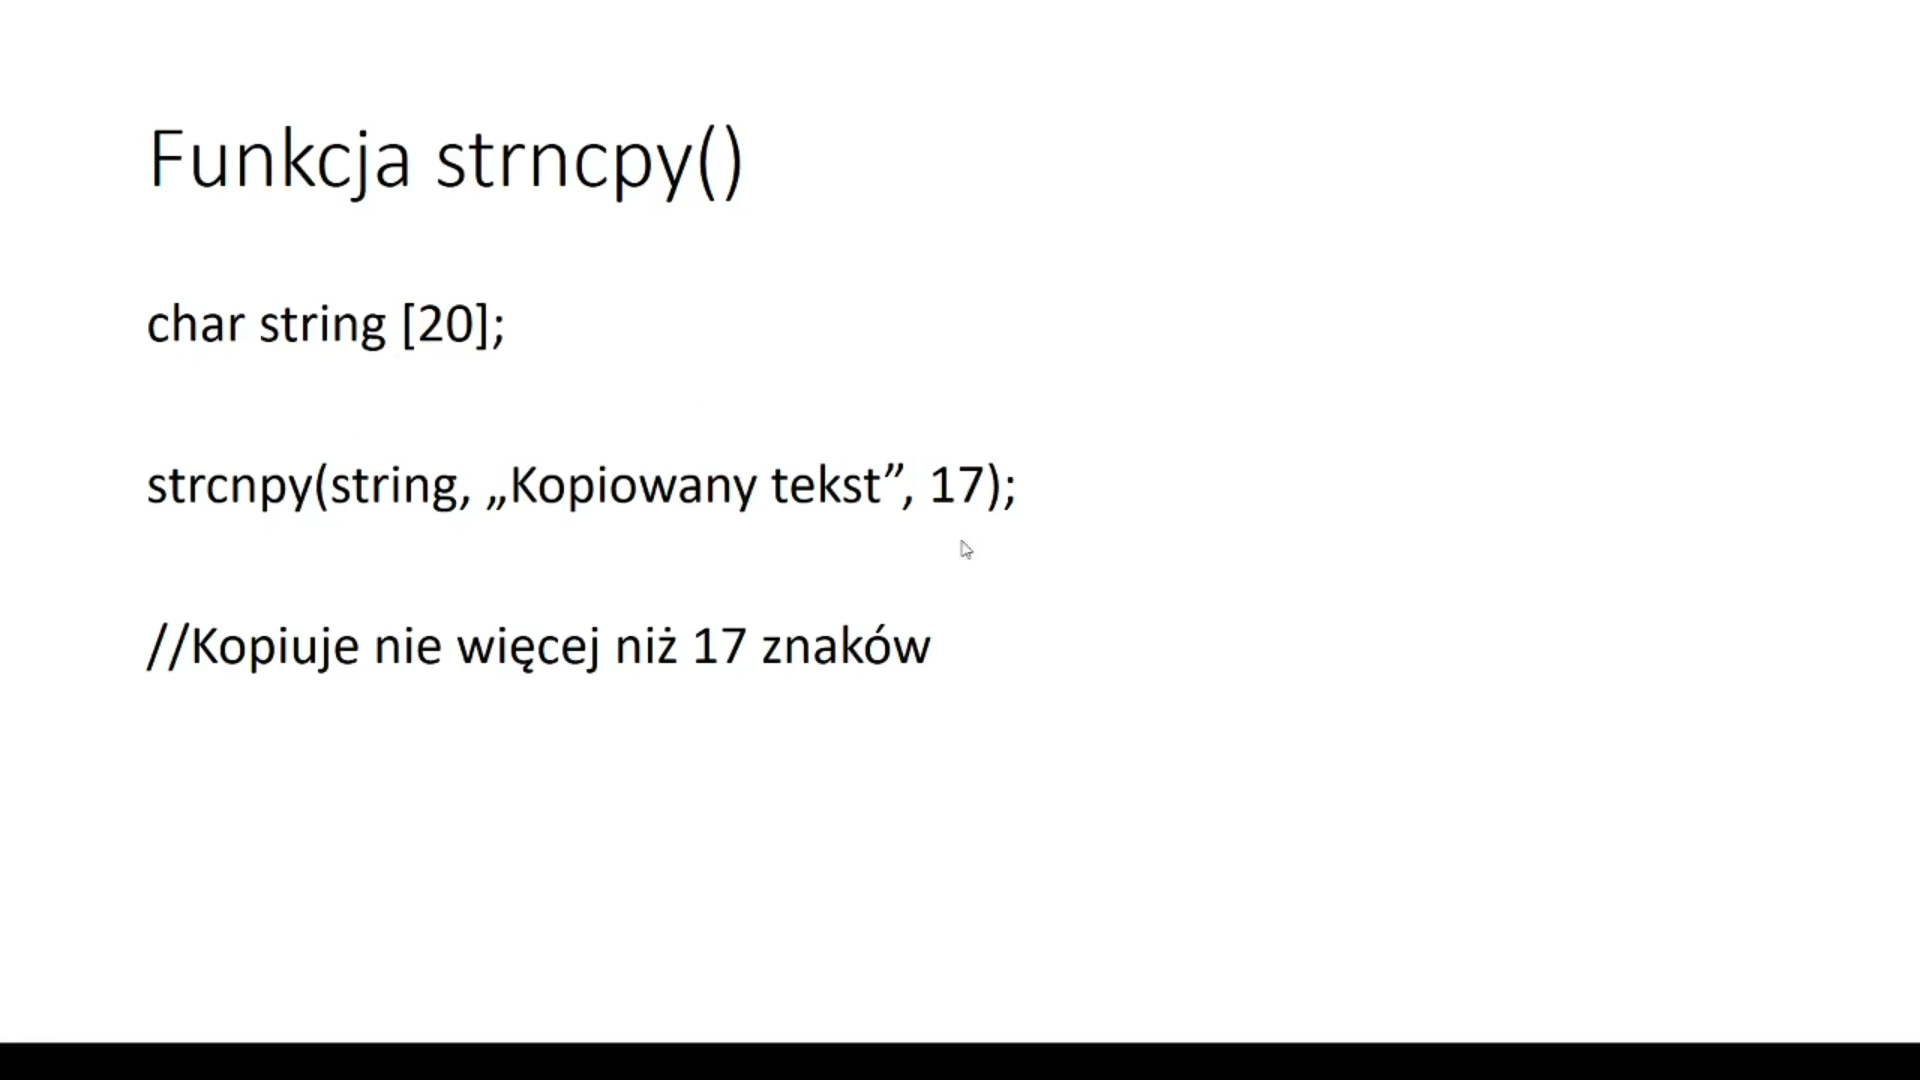 Funkcja strncpy()
char string [20];
strcnpy(string, „Kopiowany tekst”, 17);
//Kopiuje nie więcej niż 17 znaków